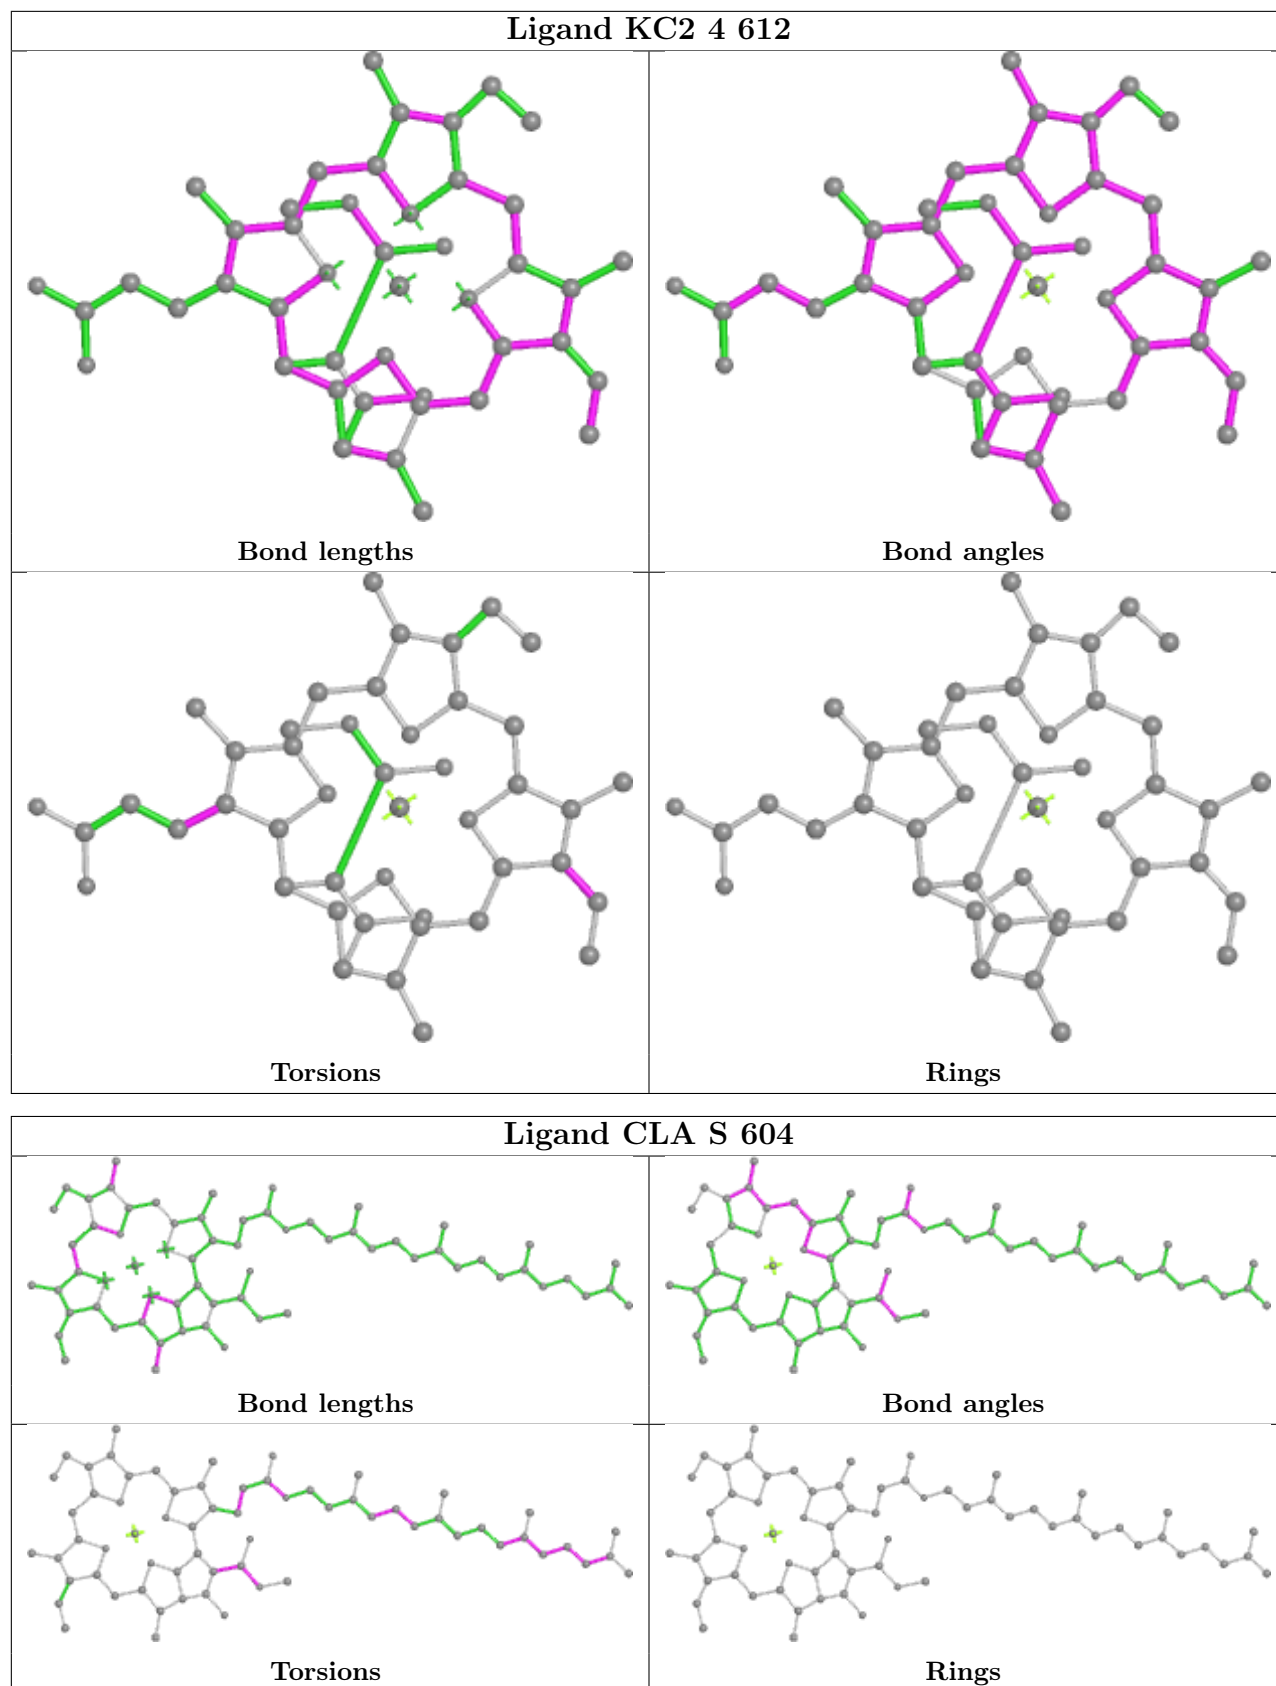 Ligand KC2 4 612
Bond lengths
Bond angles
Torsions
Rings
Ligand CLA S 604
Bond lengths
Bond angles
Torsions
Rings